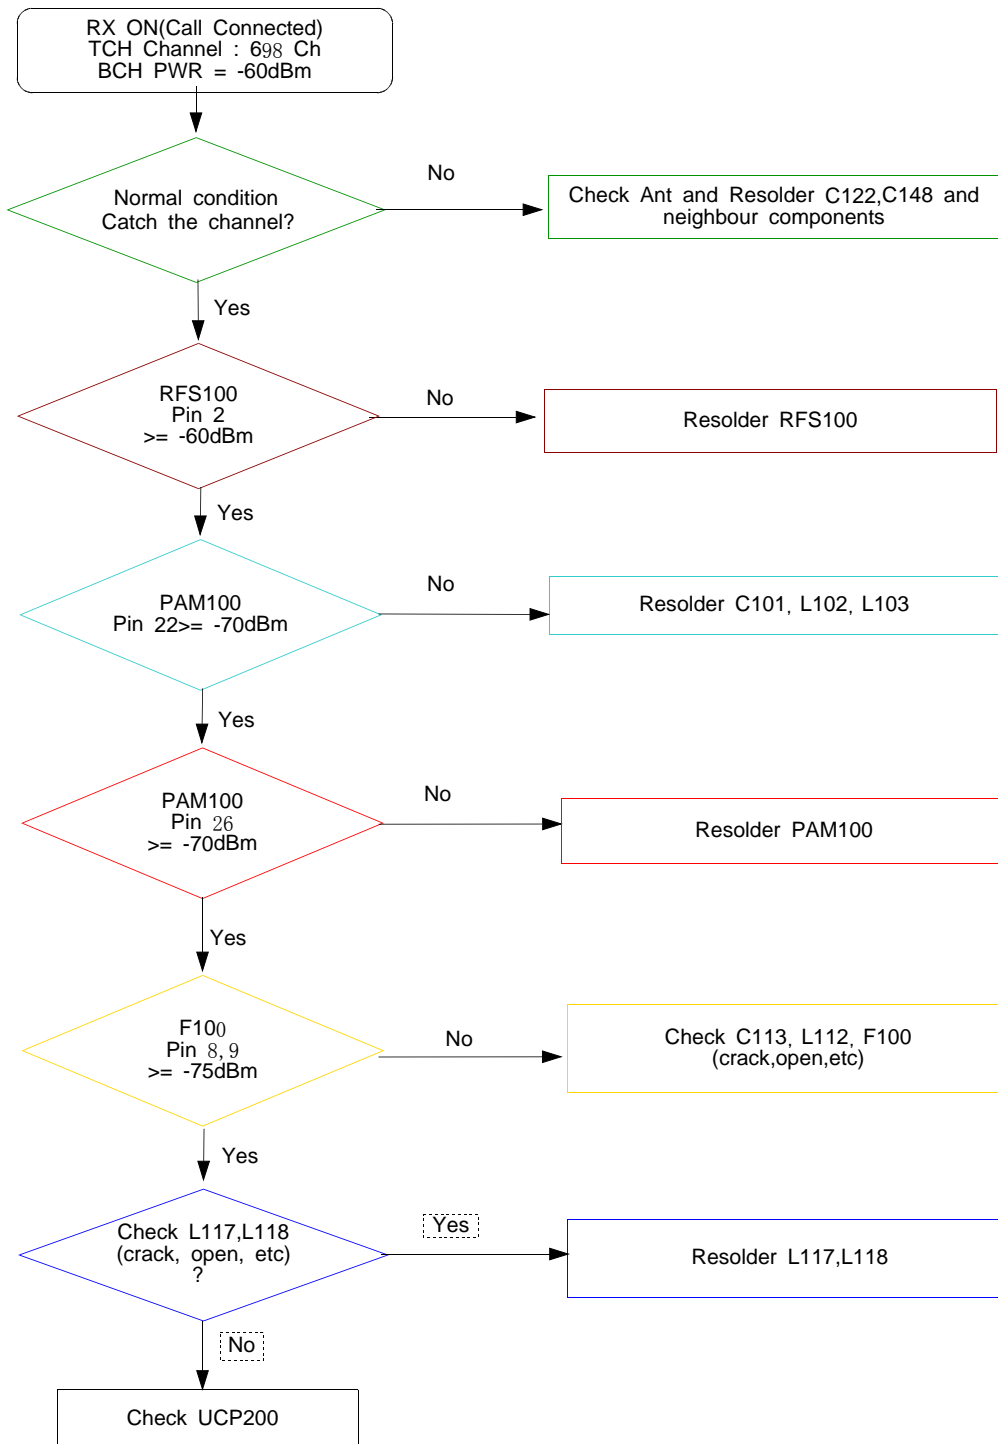 RX ON(Call Connected)
TCH Channel : 698 Ch
BCH PWR = -60dBm
Normal condition
Catch the channel?
No
Check Ant and Resolder C122,C148 and
neighbour components
Yes
RFS100
Pin 2
>= -60dBm
No
Resolder RFS100
Yes
PAM100
Pin 22>= -70dBm
No
Resolder C101, L102, L103
Yes
PAM100
Pin 26
>= -70dBm
No
Resolder PAM100
Yes
F100
Pin 8,9
>= -75dBm
No
Check C113, L112, F100
(crack,open,etc)
Yes
Check L117,L118
(crack, open, etc)
?
Yes
Resolder L117,L118
No
Check UCP200